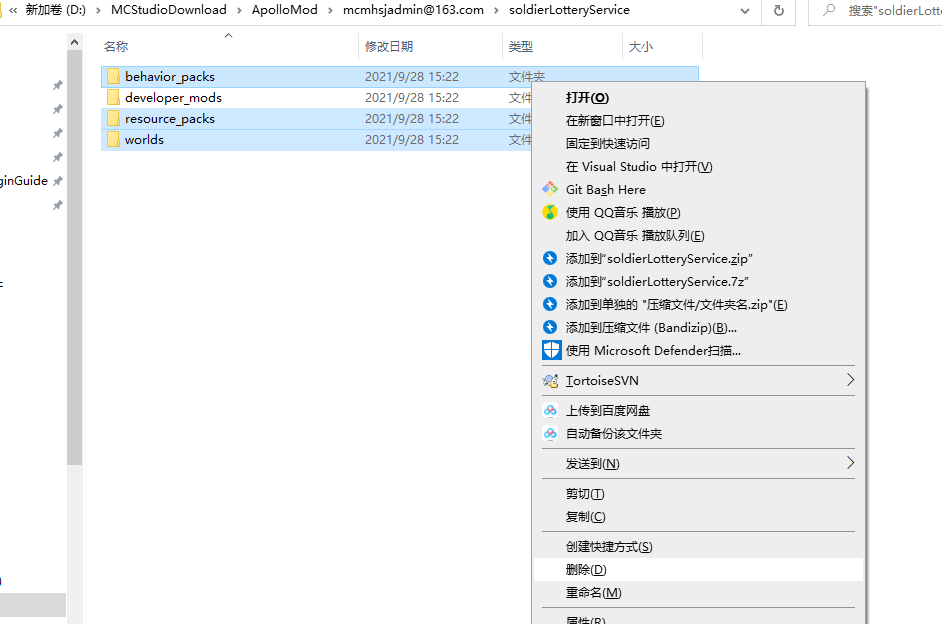 « 新加卷 (D:) › MCStudioDownload › ApolloMod › mcmhsjadmin@163.com › soldierLotteryService
搜索"soldierLotte
名称 修改日期 类型 大小
behavior_packs 2021/9/28 15:22 文件夹
developer_mods 2021/9/28 15:22 文件
resource_packs 2021/9/28 15:22 文件
worlds 2021/9/28 15:22 文件
ginGuide
打开(O)
在新窗口中打开(E)
固定到快速访问
在 Visual Studio 中打开(V)
Git Bash Here
使用 QQ音乐 播放(P)
加入 QQ音乐 播放队列(E)
添加到“soldierLotteryService.zip”
添加到“soldierLotteryService.7z”
添加到单独的 "压缩文件/文件夹名.zip"(E)
添加到压缩文件 (Bandizip)(B)...
使用 Microsoft Defender扫描...
TortoiseSVN
上传到百度网盘
自动备份该文件夹
发送到(N)
剪切(T)
复制(C)
创建快捷方式(S)
删除(D)
重命名(M)
属性(R)